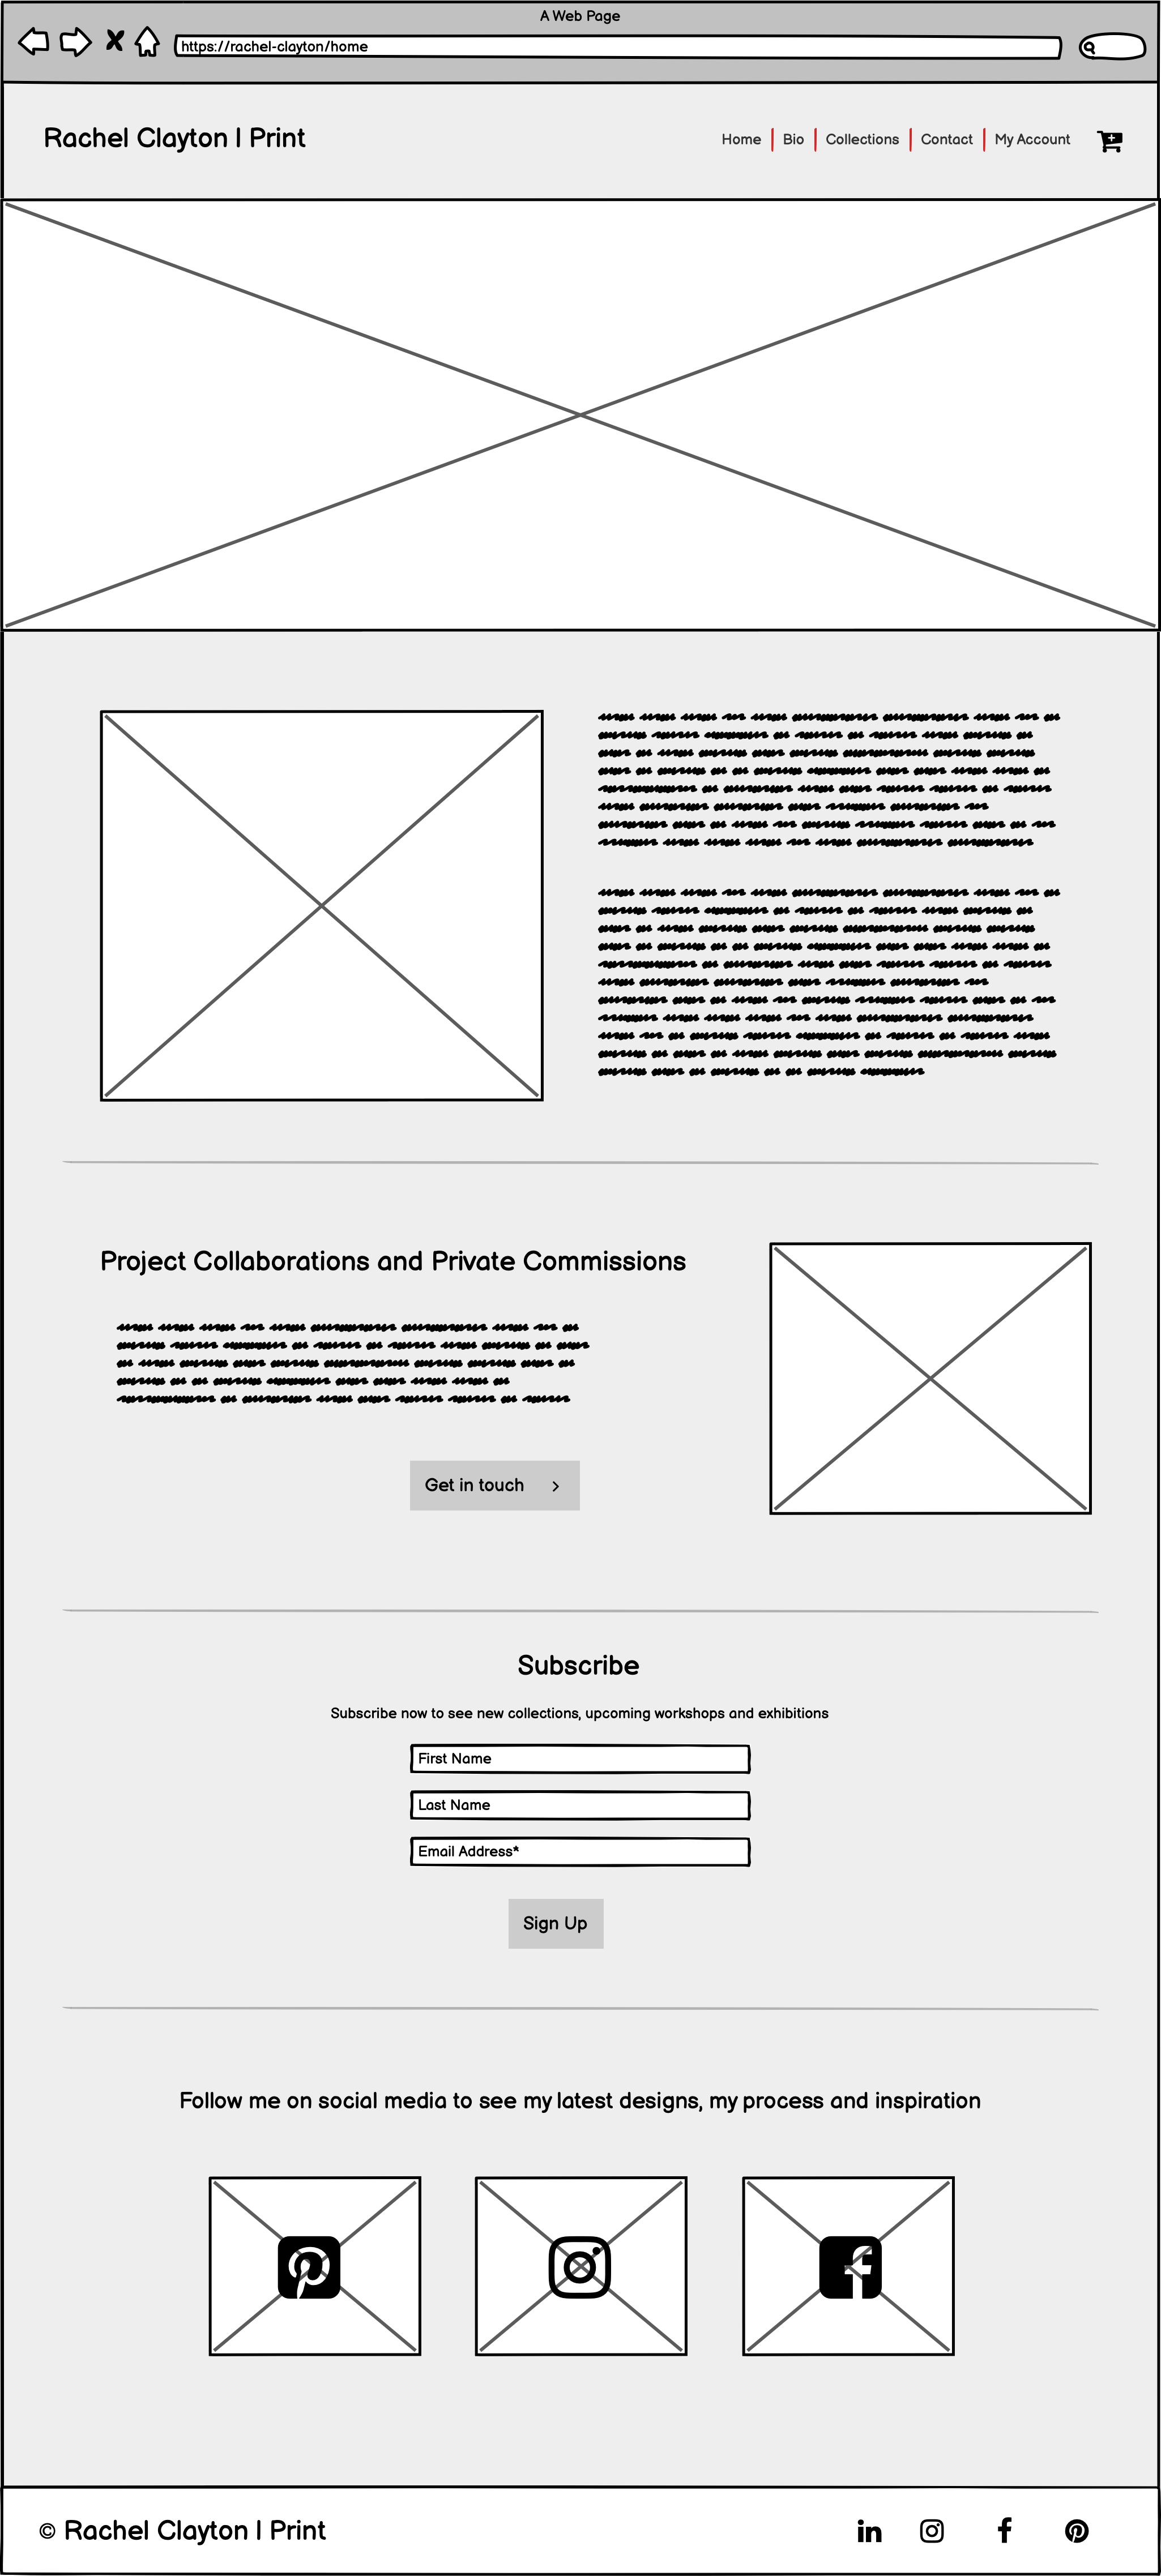 A Web Page
https://rachel-clayton/home
Rachel Clayton | Print
Home | Bio | Collections | Contact | My Account
Project Collaborations and Private Commissions
Get in touch >
Subscribe
Subscribe now to see new collections, upcoming workshops and exhibitions
First Name
Last Name
Email Address*
Sign Up
Follow me on social media to see my latest designs, my process and inspiration
© Rachel Clayton | Print